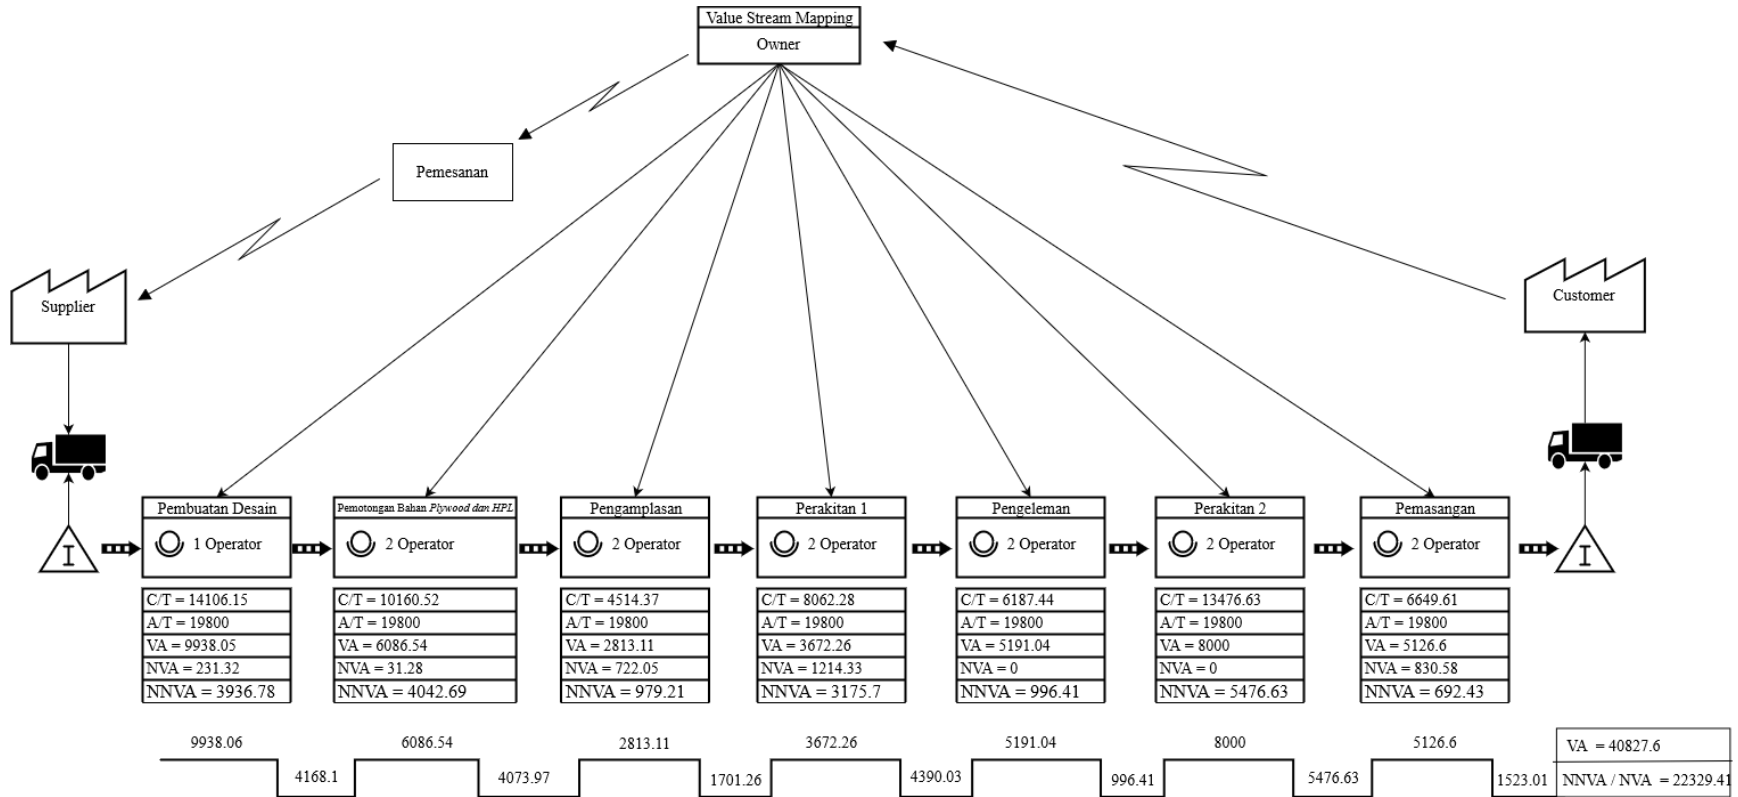 Value Stream Mapping
Owner
Pemesanan
Supplier
Customer
I
Pembuatan Desain
1 Operator
C/T = 14106.15
A/T = 19800
VA = 9938.05
NVA = 231.32
NNVA = 3936.78
Pemotongan Bahan Plywood dan HPL
2 Operator
C/T = 10160.52
A/T = 19800
VA = 6086.54
NVA = 31.28
NNVA = 4042.69
Pengamplasan
2 Operator
C/T = 4514.37
A/T = 19800
VA = 2813.11
NVA = 722.05
NNVA = 979.21
Perakitan 1
2 Operator
C/T = 8062.28
A/T = 19800
VA = 3672.26
NVA = 1214.33
NNVA = 3175.7
Pengeleman
2 Operator
C/T = 6187.44
A/T = 19800
VA = 5191.04
NVA = 0
NNVA = 996.41
Perakitan 2
2 Operator
C/T = 13476.63
A/T = 19800
VA = 8000
NVA = 0
NNVA = 5476.63
Pemasangan
2 Operator
C/T = 6649.61
A/T = 19800
VA = 5126.6
NVA = 830.58
NNVA = 692.43
I
9938.06
4168.1
6086.54
4073.97
2813.11
1701.26
3672.26
4390.03
5191.04
996.41
8000
5476.63
5126.6
1523.01
VA = 40827.6
NNVA / NVA = 22329.41